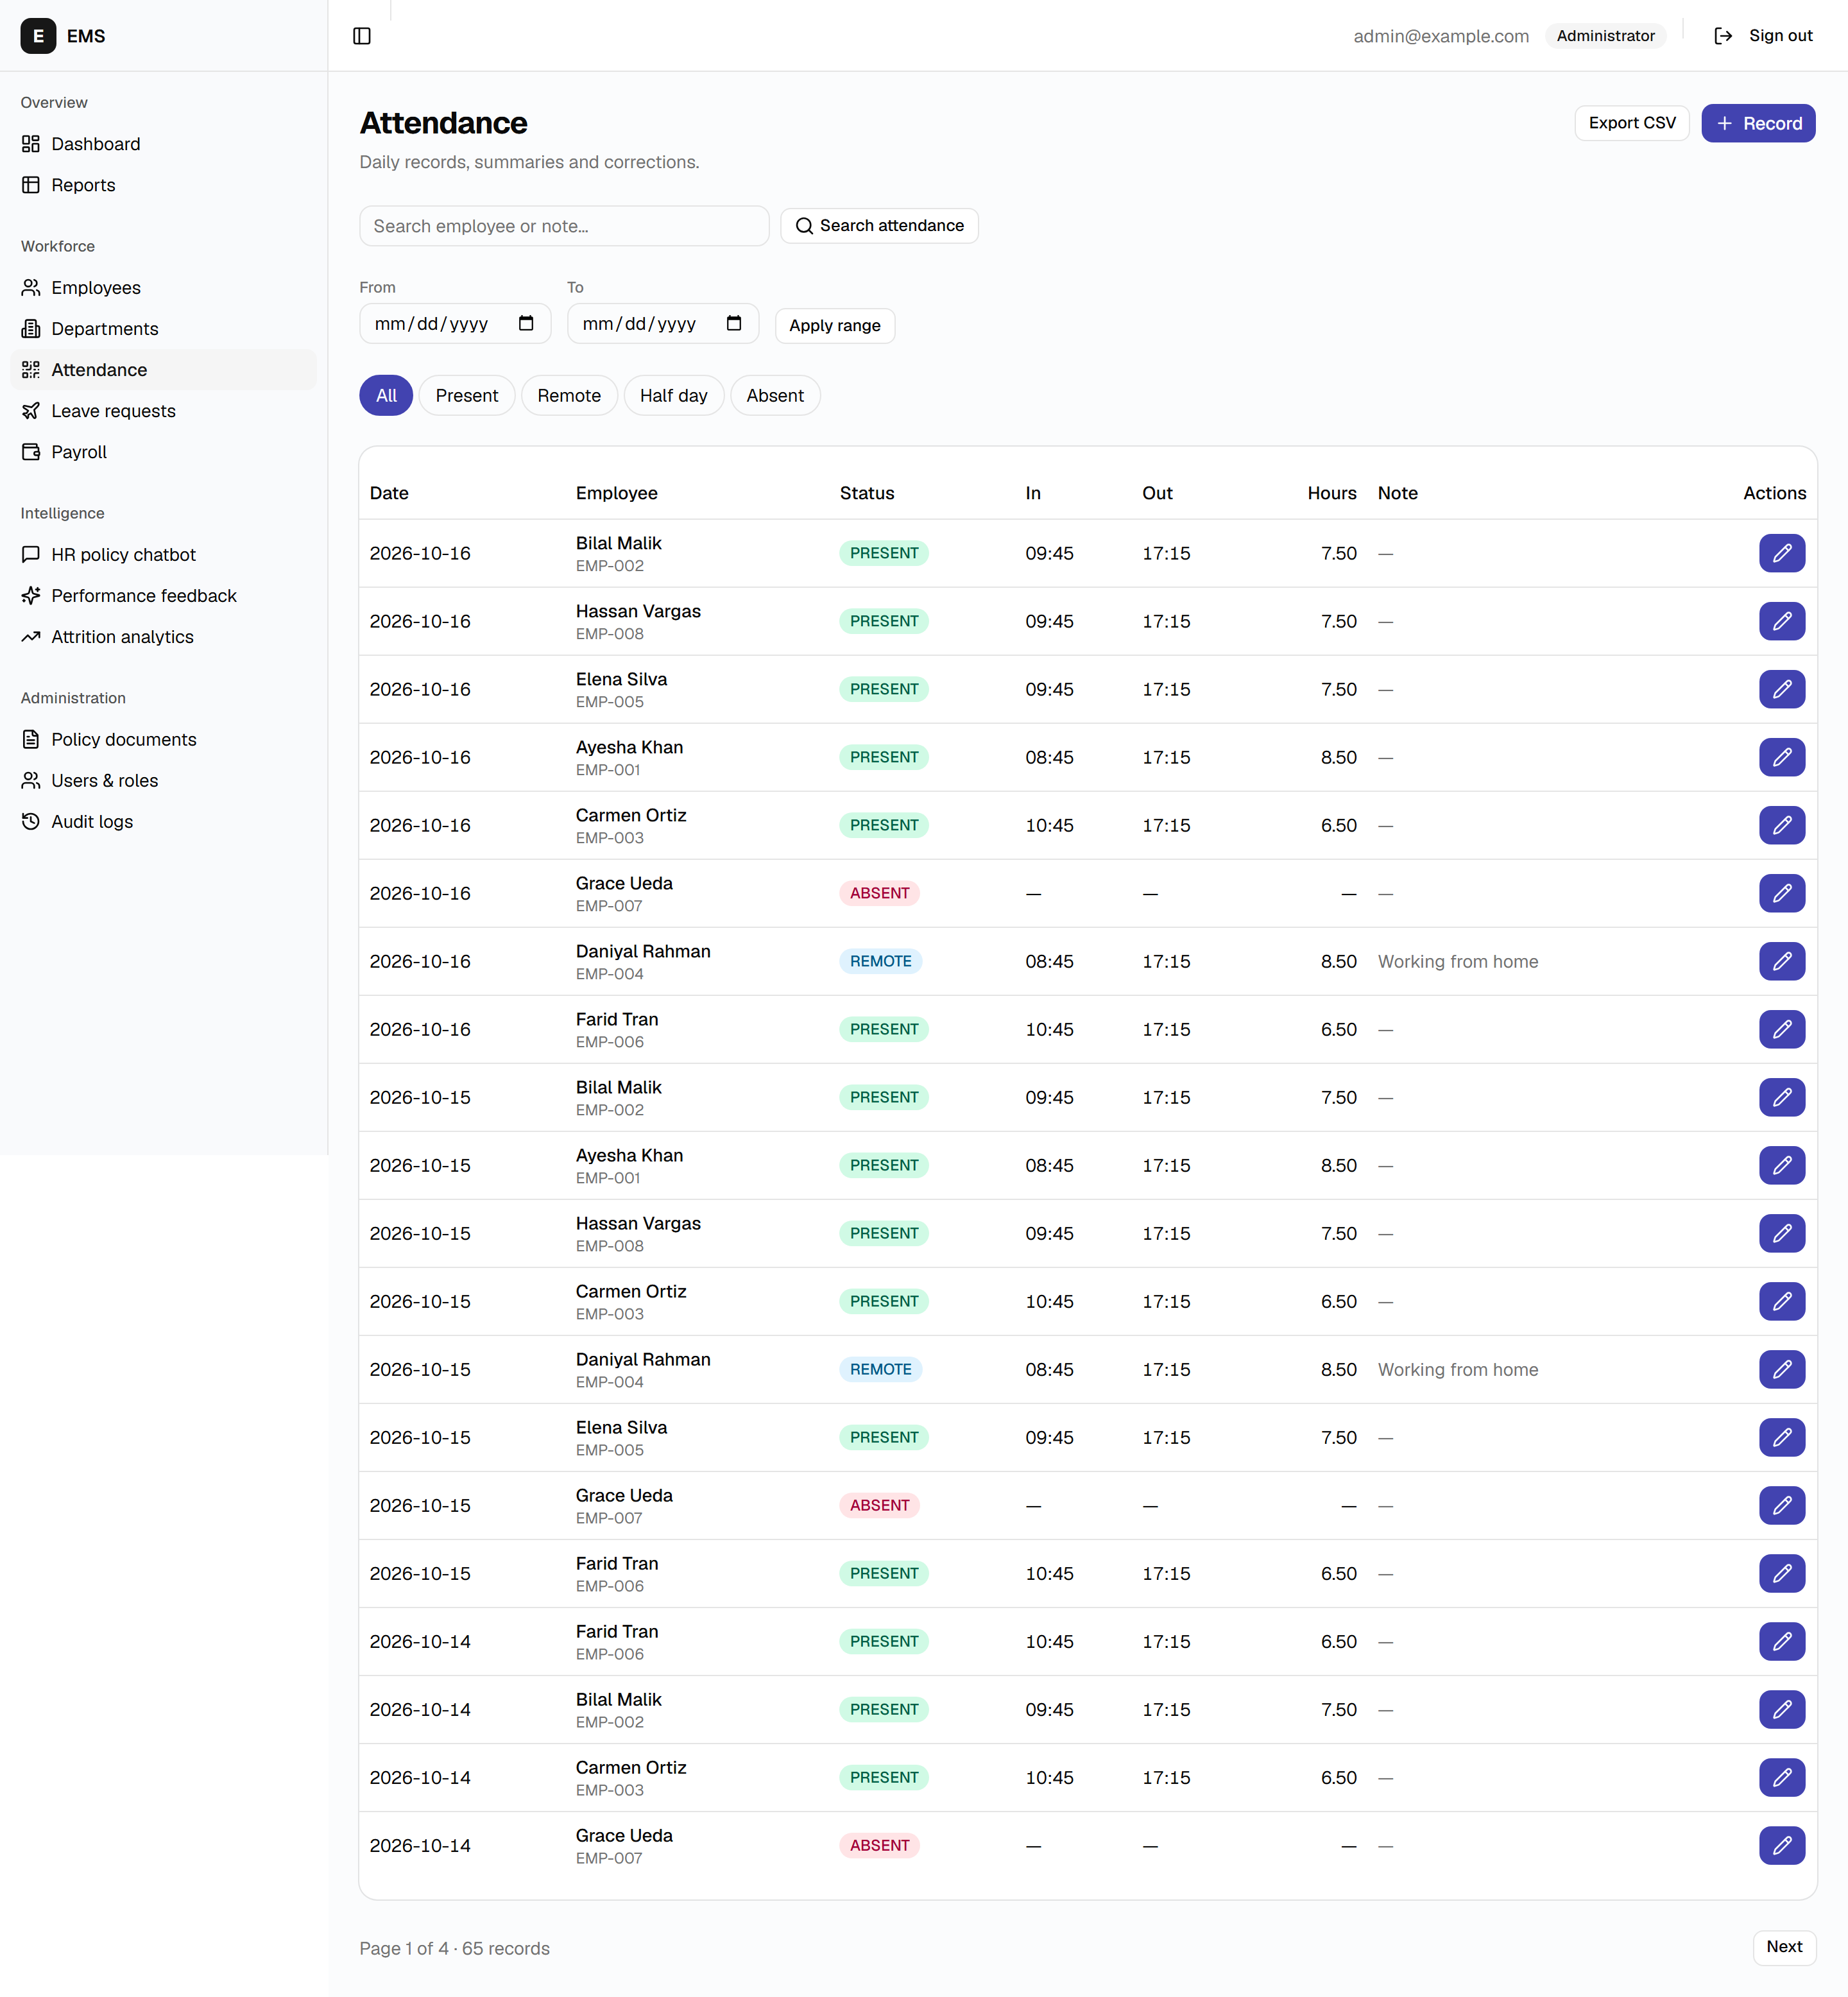 E EMS
admin@example.com Administrator Sign out
Overview
Dashboard
Reports
Workforce
Employees
Departments
Attendance
Leave requests
Payroll
Intelligence
HR policy chatbot
Performance feedback
Attrition analytics
Administration
Policy documents
Users & roles
Audit logs
Attendance
Daily records, summaries and corrections.
Export CSV + Record
Search employee or note... Search attendance
From To
mm/dd/yyyy mm/dd/yyyy Apply range
All Present Remote Half day Absent
Date Employee Status In Out Hours Note Actions
2026-10-16 Bilal Malik EMP-002 PRESENT 09:45 17:15 7.50 —
2026-10-16 Hassan Vargas EMP-008 PRESENT 09:45 17:15 7.50 —
2026-10-16 Elena Silva EMP-005 PRESENT 09:45 17:15 7.50 —
2026-10-16 Ayesha Khan EMP-001 PRESENT 08:45 17:15 8.50 —
2026-10-16 Carmen Ortiz EMP-003 PRESENT 10:45 17:15 6.50 —
2026-10-16 Grace Ueda EMP-007 ABSENT — — — —
2026-10-16 Daniyal Rahman EMP-004 REMOTE 08:45 17:15 8.50 Working from home
2026-10-16 Farid Tran EMP-006 PRESENT 10:45 17:15 6.50 —
2026-10-15 Bilal Malik EMP-002 PRESENT 09:45 17:15 7.50 —
2026-10-15 Ayesha Khan EMP-001 PRESENT 08:45 17:15 8.50 —
2026-10-15 Hassan Vargas EMP-008 PRESENT 09:45 17:15 7.50 —
2026-10-15 Carmen Ortiz EMP-003 PRESENT 10:45 17:15 6.50 —
2026-10-15 Daniyal Rahman EMP-004 REMOTE 08:45 17:15 8.50 Working from home
2026-10-15 Elena Silva EMP-005 PRESENT 09:45 17:15 7.50 —
2026-10-15 Grace Ueda EMP-007 ABSENT — — — —
2026-10-15 Farid Tran EMP-006 PRESENT 10:45 17:15 6.50 —
2026-10-14 Farid Tran EMP-006 PRESENT 10:45 17:15 6.50 —
2026-10-14 Bilal Malik EMP-002 PRESENT 09:45 17:15 7.50 —
2026-10-14 Carmen Ortiz EMP-003 PRESENT 10:45 17:15 6.50 —
2026-10-14 Grace Ueda EMP-007 ABSENT — — — —
Page 1 of 4 · 65 records Next